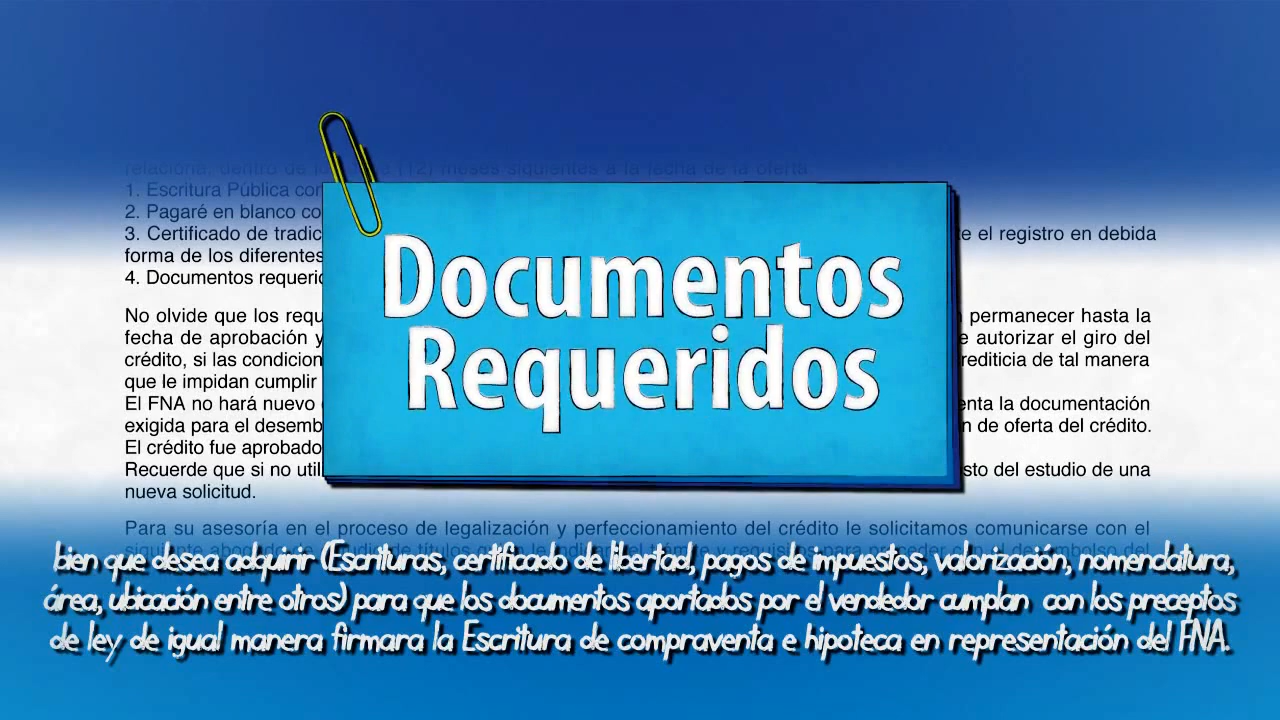 relaciona, dentro de (12) meses siguientes a la fecha de la oferta.
1. Escritura Pública con
2. Pagaré en blanco co
3. Certificado de tradic e el registro en debida
forma de los diferentes
4. Documentos requerid
Documentos
Requeridos
No olvide que los requ permanecer hasta la
fecha de aprobación y e autorizar el giro del
crédito, si las condicion rediticia de tal manera
que le impidan cumplir
El FNA no hará nuevo enta la documentación
exigida para el desemb n de oferta del crédito.
El crédito fue aprobado
Recuerde que si no util sto del estudio de una
nueva solicitud.
Para su asesoría en el proceso de legalización y perfeccionamiento del crédito le solicitamos comunicarse con el
bien que desea adquirir (Escrituras, certificado de libertad, pagos de impuestos, valorización, nomenclatura,
área, ubicación entre otros) para que los documentos aportados por el vendedor cumplan con los preceptos
de ley de igual manera firmara la Escritura de compraventa e hipoteca en representación del FNA.